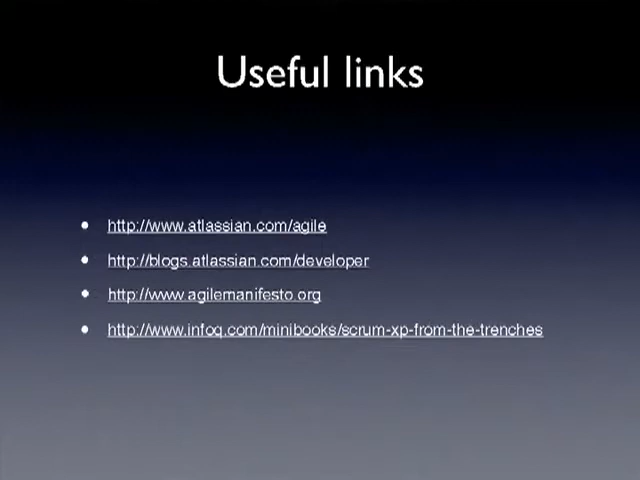 Useful links
• http://www.atlassian.com/agile
• http://blogs.atlassian.com/developer
• http://www.agilemanifesto.org
• http://www.infoq.com/minibooks/scrum-xp-from-the-trenches